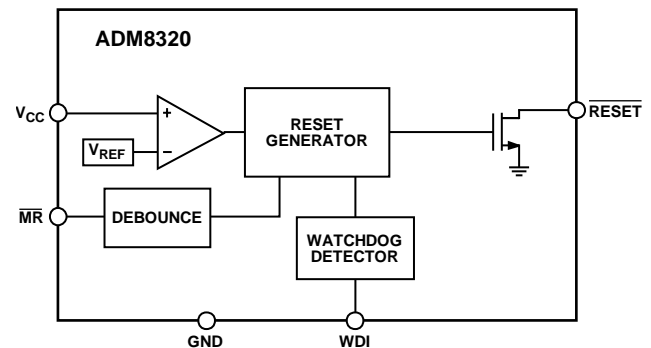 ADM8320
VCC
+
VREF
−
RESET
GENERATOR
RESET
MR
DEBOUNCE
WATCHDOG
DETECTOR
GND
WDI